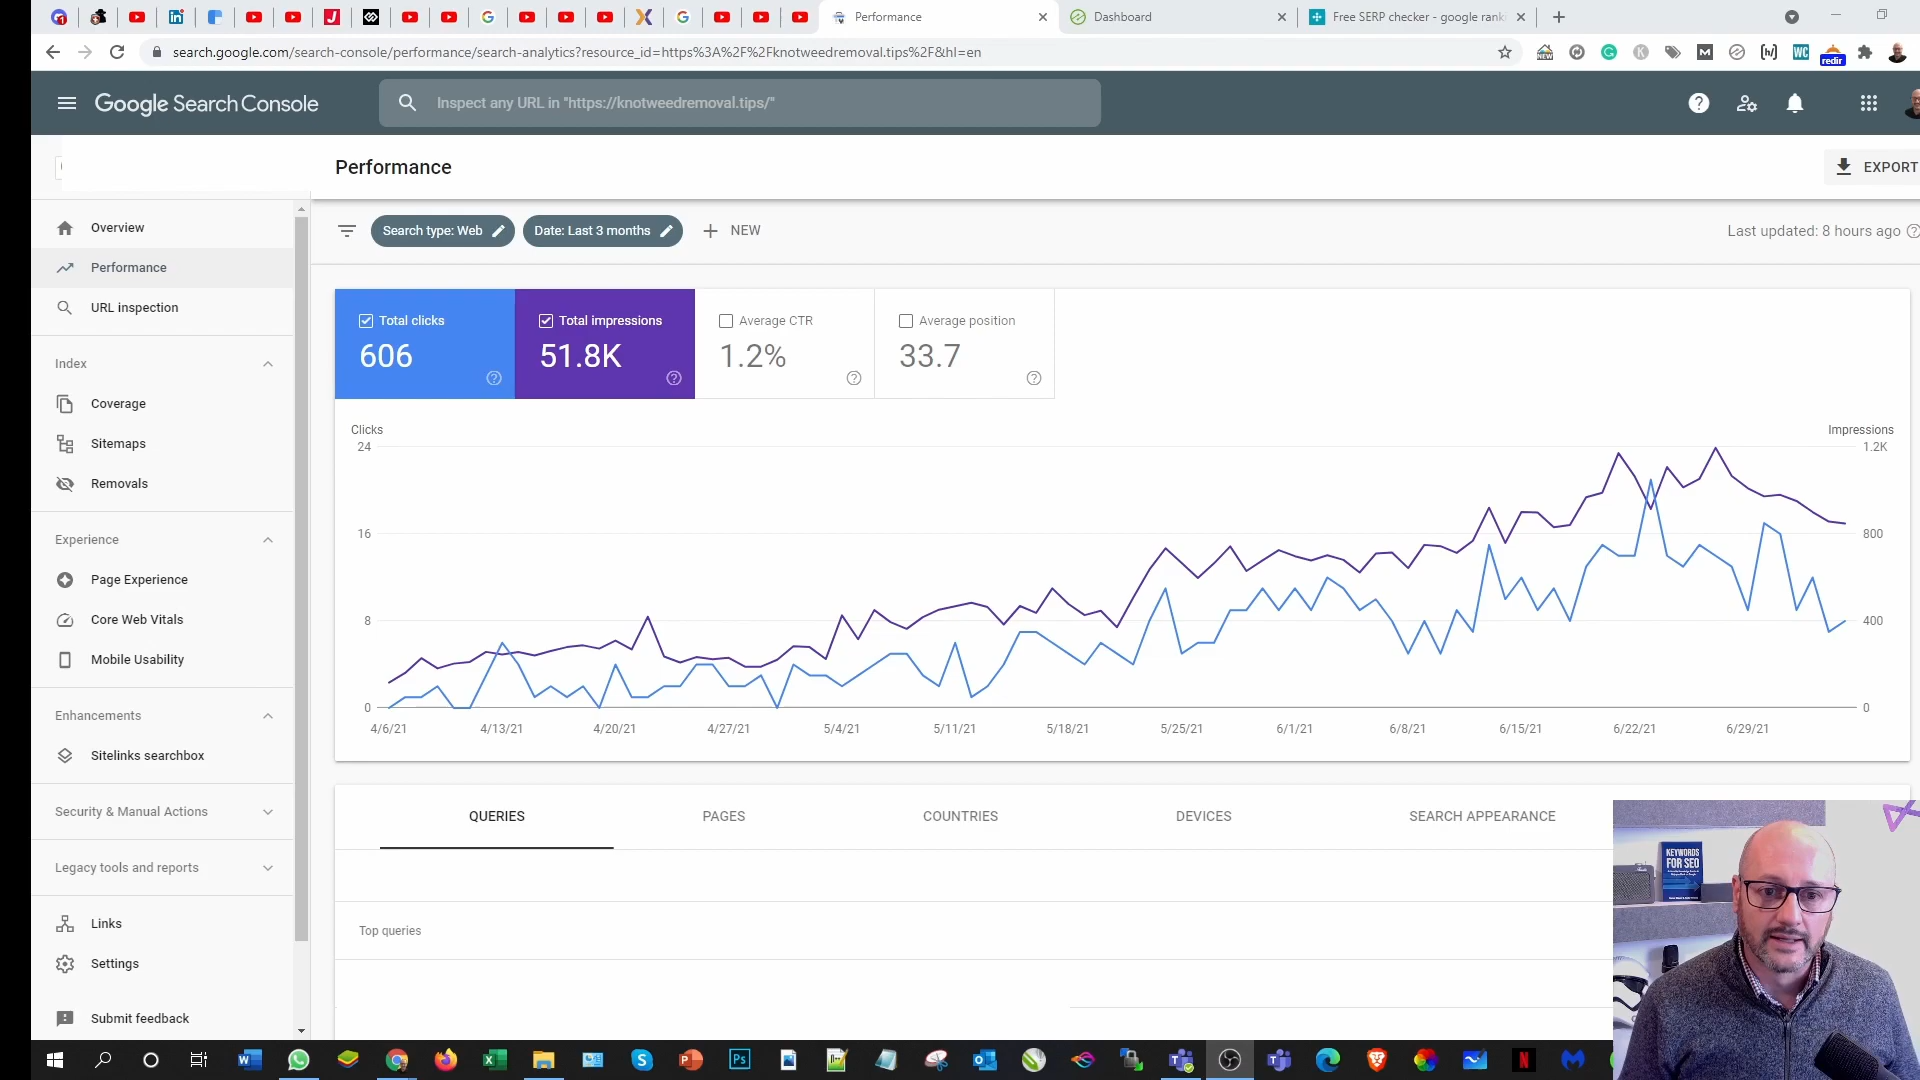 Performance
Dashboard
Free SERP checker - google rank
search.google.com/search-console/performance/search-analytics?resource_id=https%3A%2F%2Fknotweedremoval.tips%2F&hl=en
NEW
WC
redir
Google Search Console
Inspect any URL in "https://knotweedremoval.tips/"
Performance
EXPORT
Overview
Performance
URL inspection
Index
Coverage
Sitemaps
Removals
Experience
Page Experience
Core Web Vitals
Mobile Usability
Enhancements
Sitelinks searchbox
Security & Manual Actions
Legacy tools and reports
Links
Settings
Submit feedback
Search type: Web
Date: Last 3 months
NEW
Last updated: 8 hours ago
Total clicks
606
Total impressions
51.8K
Average CTR
1.2%
Average position
33.7
Clicks
Impressions
24
1.2K
16
800
8
400
0
0
4/6/21
4/13/21
4/20/21
4/27/21
5/4/21
5/11/21
5/18/21
5/25/21
6/1/21
6/8/21
6/15/21
6/22/21
6/29/21
QUERIES
PAGES
COUNTRIES
DEVICES
SEARCH APPEARANCE
Top queries
KEYWORDS
FOR SEO